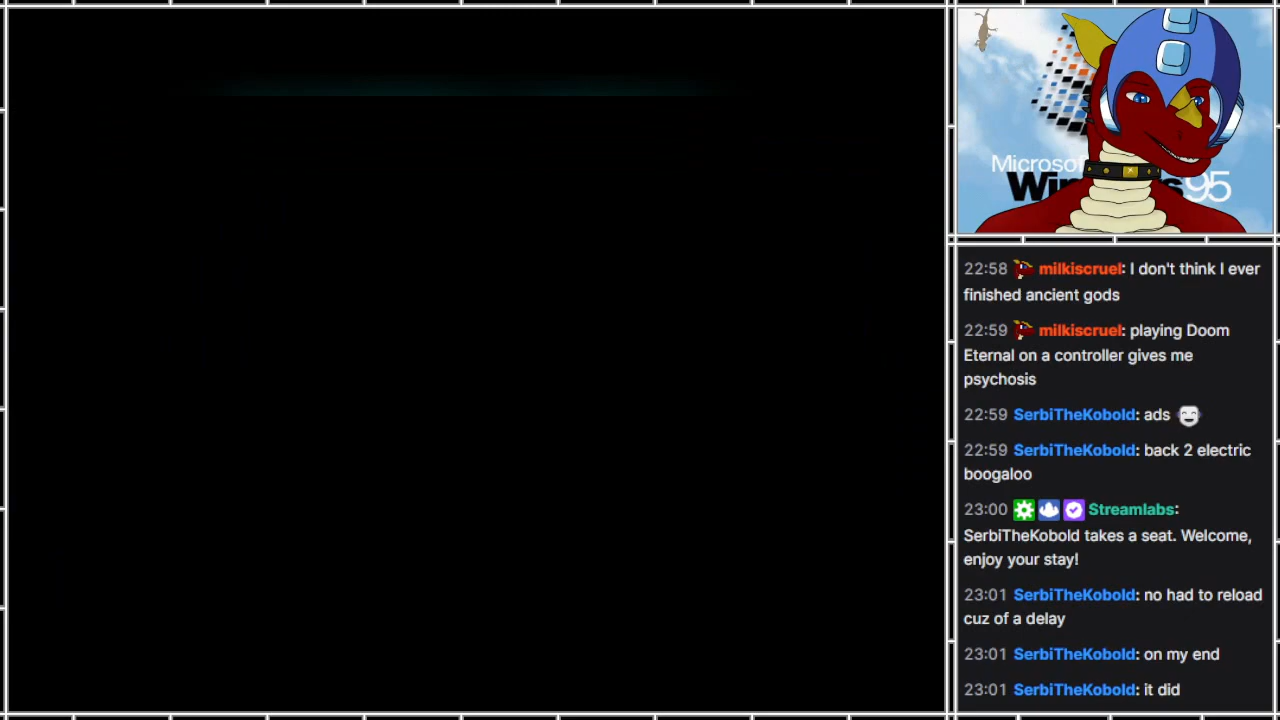 Microsof
Win 95
22:58 milkiscruel: I don't think I ever
finished ancient gods
22:59 milkiscruel: playing Doom
Eternal on a controller gives me
psychosis
22:59 SerbiTheKobold: ads
22:59 SerbiTheKobold: back 2 electric
boogaloo
23:00 Streamlabs:
SerbiTheKobold takes a seat. Welcome,
enjoy your stay!
23:01 SerbiTheKobold: no had to reload
cuz of a delay
23:01 SerbiTheKobold: on my end
23:01 SerbiTheKobold: it did